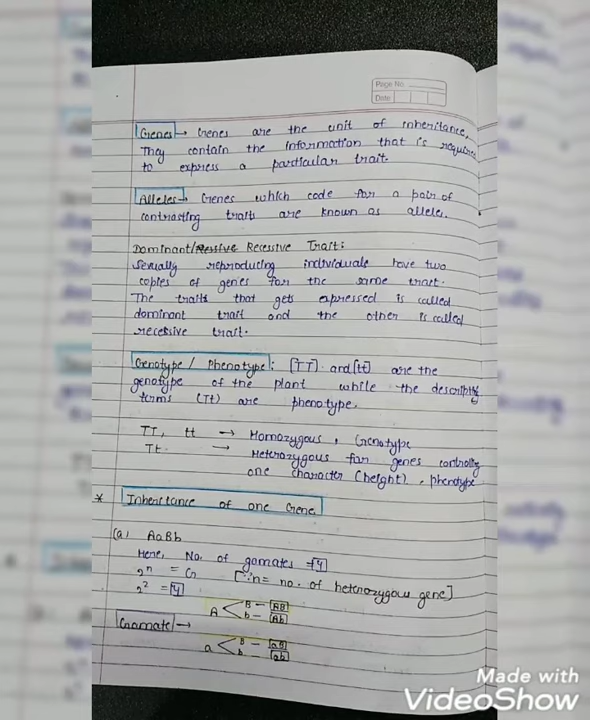 Page No.
Date
Genes → Genes are the unit of inheritance,
They contain the information that is require
to express a particular trait.
Alleles → Genes which code for a pair of
contrasting traits are known as alleles.
Dominant/ Recessive Trait:
Sexually reproducing individuals have two
copies of genes for the same trait.
The traits that gets expressed is called
dominant trait and the other is called
recessive trait.
Genotype / Phenotype : [TT] and [tt] are the
genotype of the plant while the descriptive
terms (Tt) are phenotype.
TT, tt → Homozygous, Genotype
Tt → Heterozygous for genes controlling
one character (height), phenotype
* Inheritance of one Gene
(a) AaBb
Here, No. of gamates = 4
2ⁿ = G [∵ n = no. of heterozygous gene]
2² = 4
A < B — AB
b — Ab
Gamate →
a < B — aB
b — ab
Made with
VideoShow